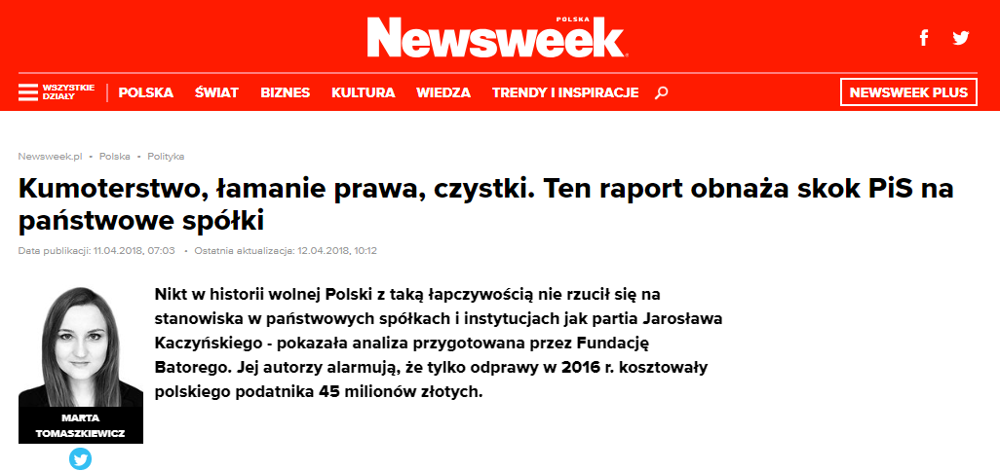 POLSKA
Newsweek
WSZYSTKIE
DZIAŁY
POLSKA ŚWIAT BIZNES KULTURA WIEDZA TRENDY I INSPIRACJE
NEWSWEEK PLUS
Newsweek.pl • Polska • Polityka
Kumoterstwo, łamanie prawa, czystki. Ten raport obnaża skok PiS na
państwowe spółki
Data publikacji: 11.04.2018, 07:03 • Ostatnia aktualizacja: 12.04.2018, 10:12
Nikt w historii wolnej Polski z taką łapczywością nie rzucił się na
stanowiska w państwowych spółkach i instytucjach jak partia Jarosława
Kaczyńskiego - pokazała analiza przygotowana przez Fundację
Batorego. Jej autorzy alarmują, że tylko odprawy w 2016 r. kosztowały
polskiego podatnika 45 milionów złotych.
MARTA
TOMASZKIEWICZ